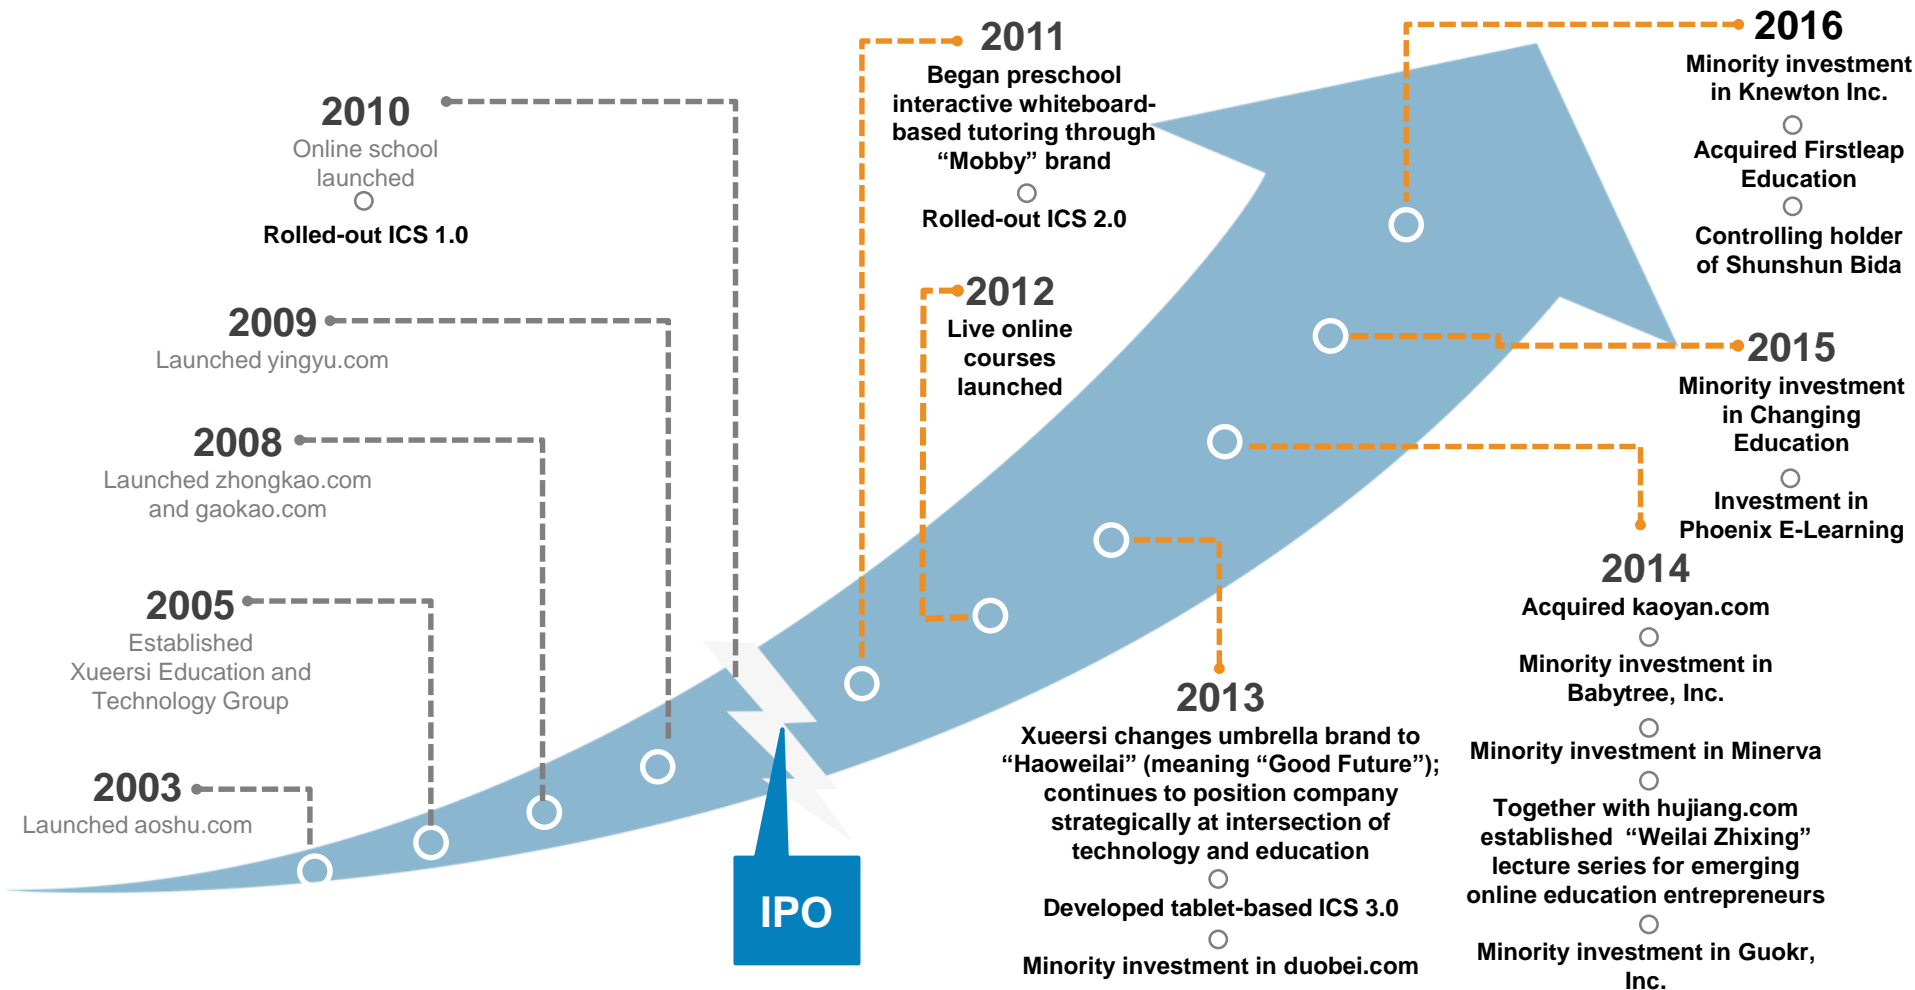 2003
Launched aoshu.com
2005
Established
Xueersi Education and
Technology Group
2008
Launched zhongkao.com
and gaokao.com
2009
Launched yingyu.com
2010
Online school
launched
Rolled-out ICS 1.0
IPO
2011
Began preschool
interactive whiteboard-
based tutoring through
“Mobby” brand
Rolled-out ICS 2.0
2012
Live online
courses
launched
2013
Xueersi changes umbrella brand to
“Haoweilai” (meaning “Good Future”);
continues to position company
strategically at intersection of
technology and education
Developed tablet-based ICS 3.0
Minority investment in duobei.com
2014
Acquired kaoyan.com
Minority investment in
Babytree, Inc.
Minority investment in Minerva
Together with hujiang.com
established “Weilai Zhixing”
lecture series for emerging
online education entrepreneurs
Minority investment in Guokr,
Inc.
2015
Minority investment
in Changing
Education
Investment in
Phoenix E-Learning
2016
Minority investment
in Knewton Inc.
Acquired Firstleap
Education
Controlling holder
of Shunshun Bida